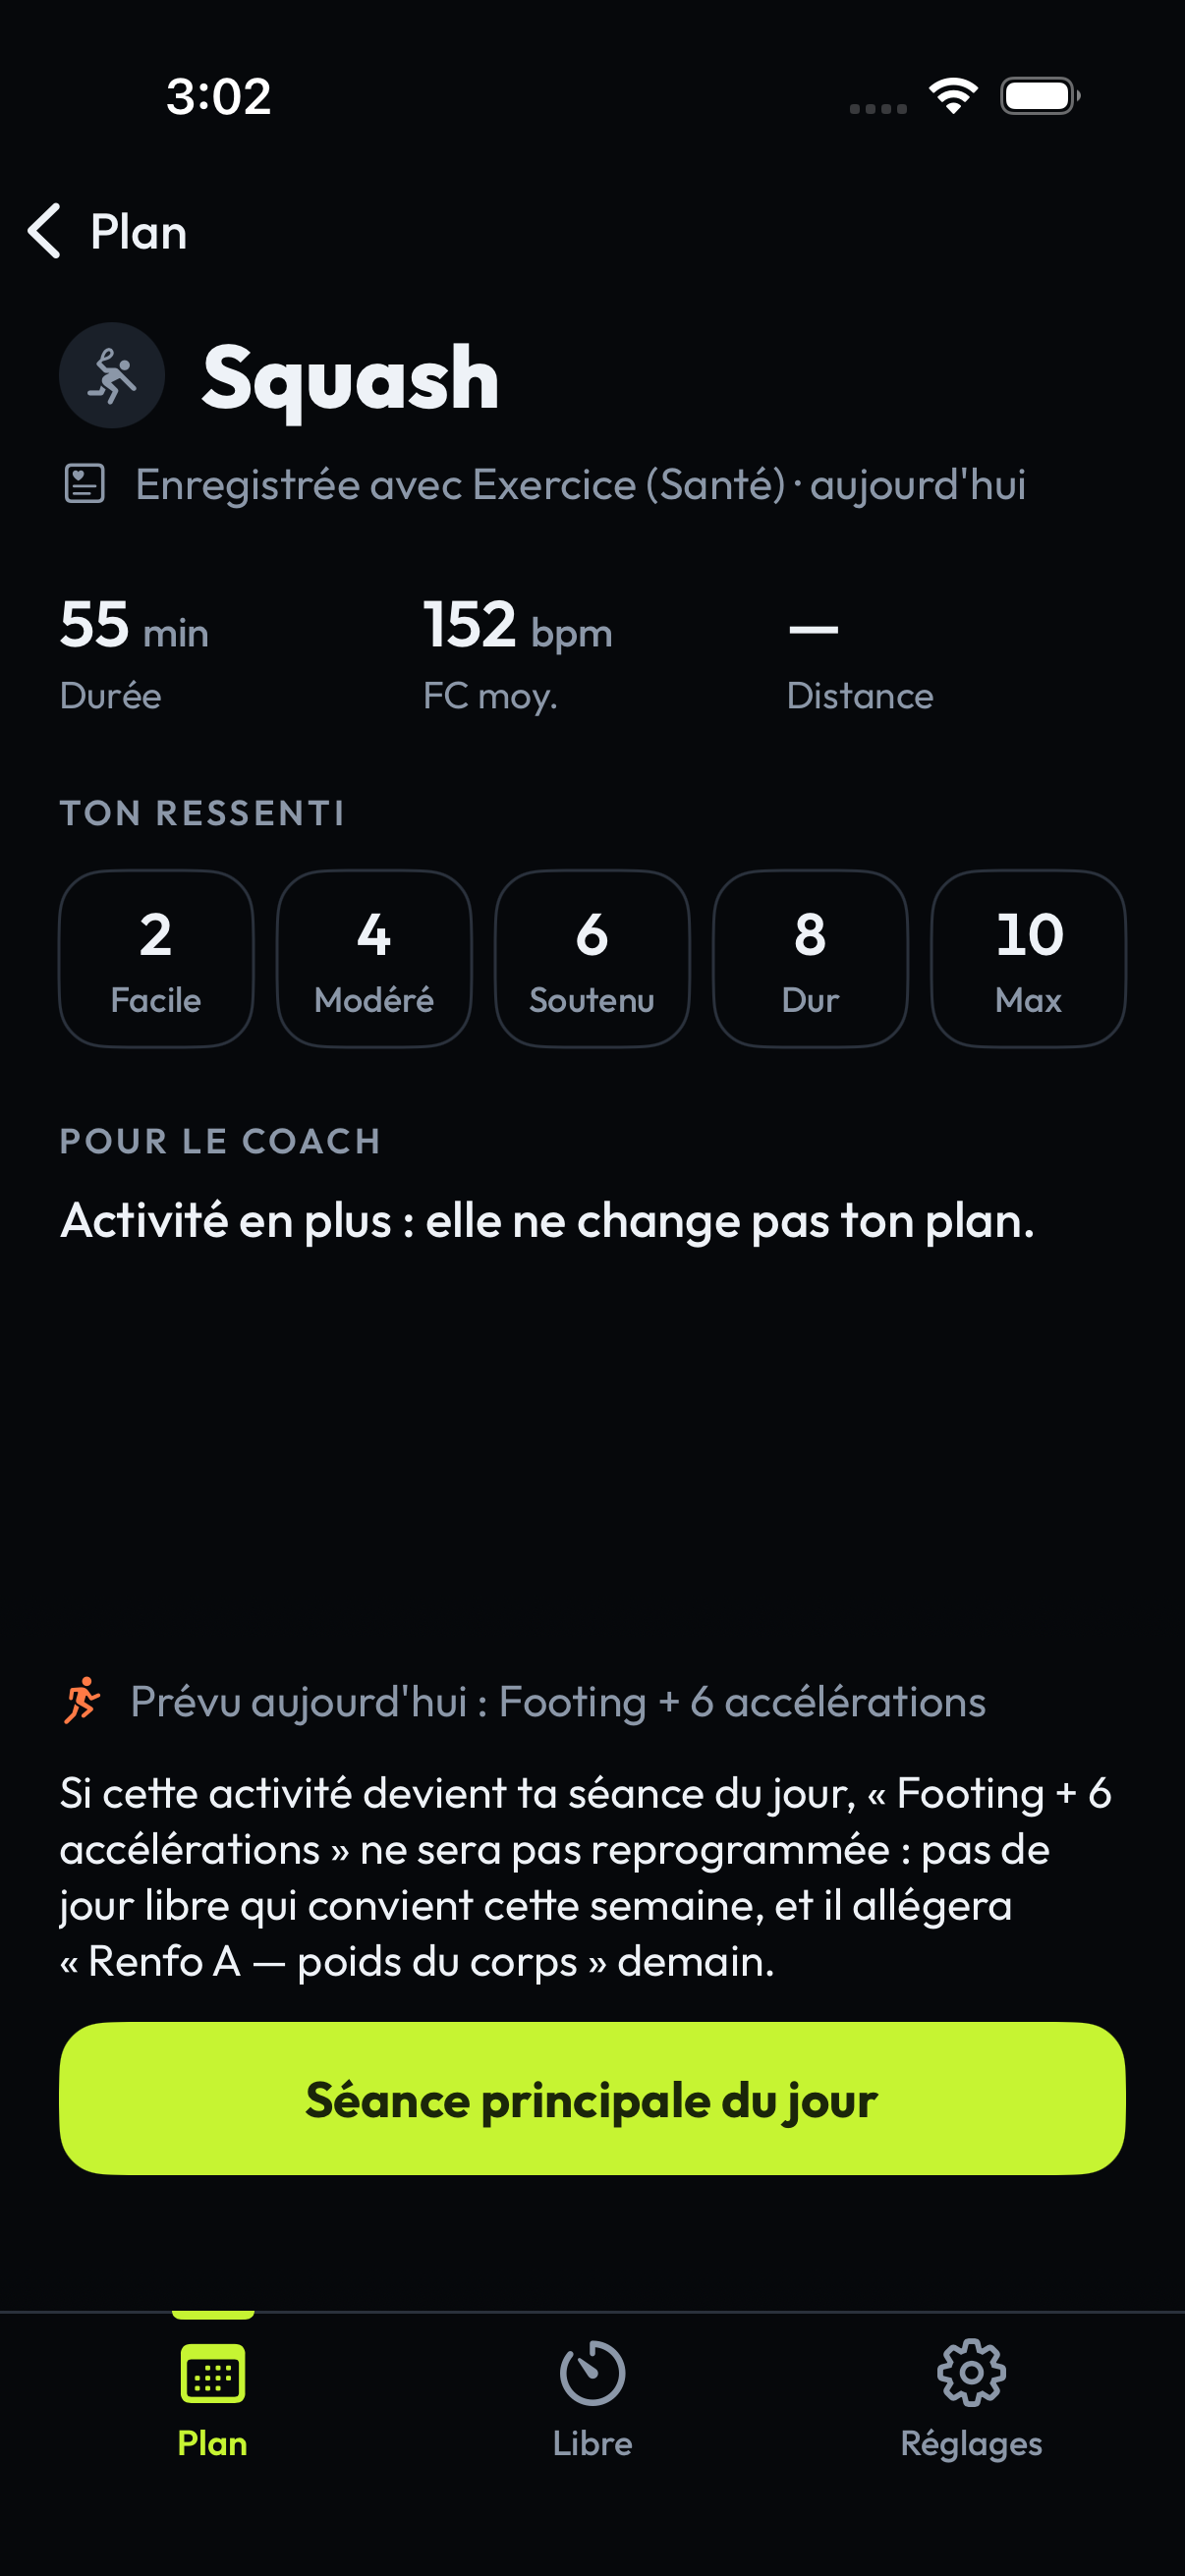 3:02
Plan
Squash
Enregistrée avec Exercice (Santé) · aujourd'hui
55 min
152 bpm
—
Durée
FC moy.
Distance
TON RESSENTI
2
4
6
8
10
Facile
Modéré
Soutenu
Dur
Max
POUR LE COACH
Activité en plus : elle ne change pas ton plan.
Prévu aujourd'hui : Footing + 6 accélérations
Si cette activité devient ta séance du jour, « Footing + 6
accélérations » ne sera pas reprogrammée : pas de
jour libre qui convient cette semaine, et il allégera
« Renfo A — poids du corps » demain.
Séance principale du jour
Plan
Libre
Réglages